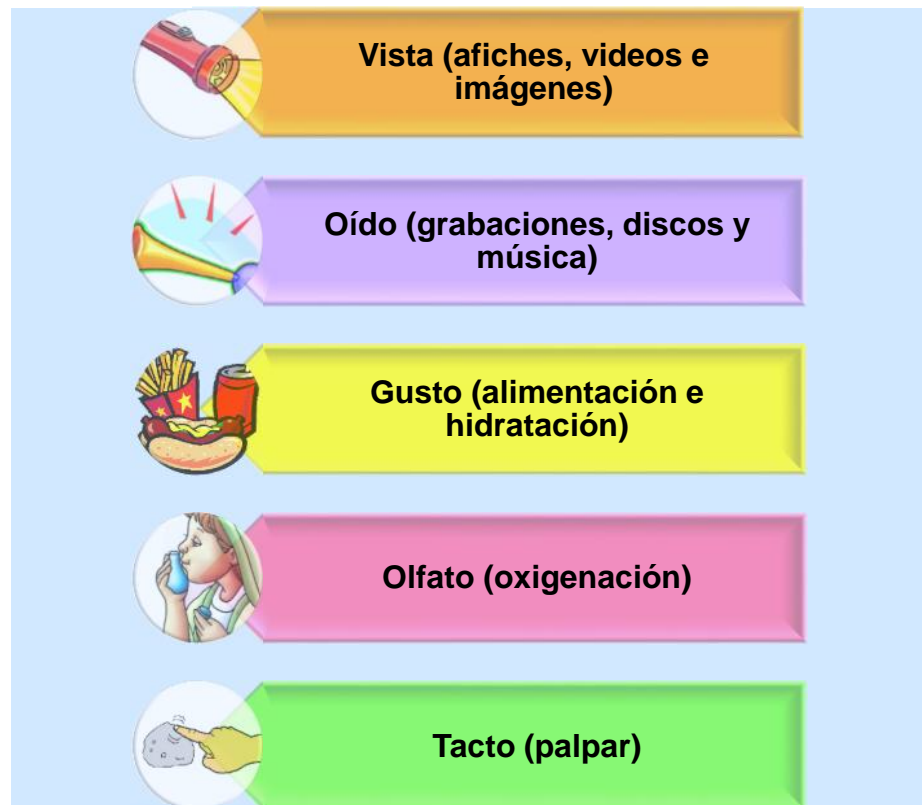 Vista (afiches, videos e
imágenes)
Oído (grabaciones, discos y
música)
Gusto (alimentación e
hidratación)
Olfato (oxigenación)
Tacto (palpar)